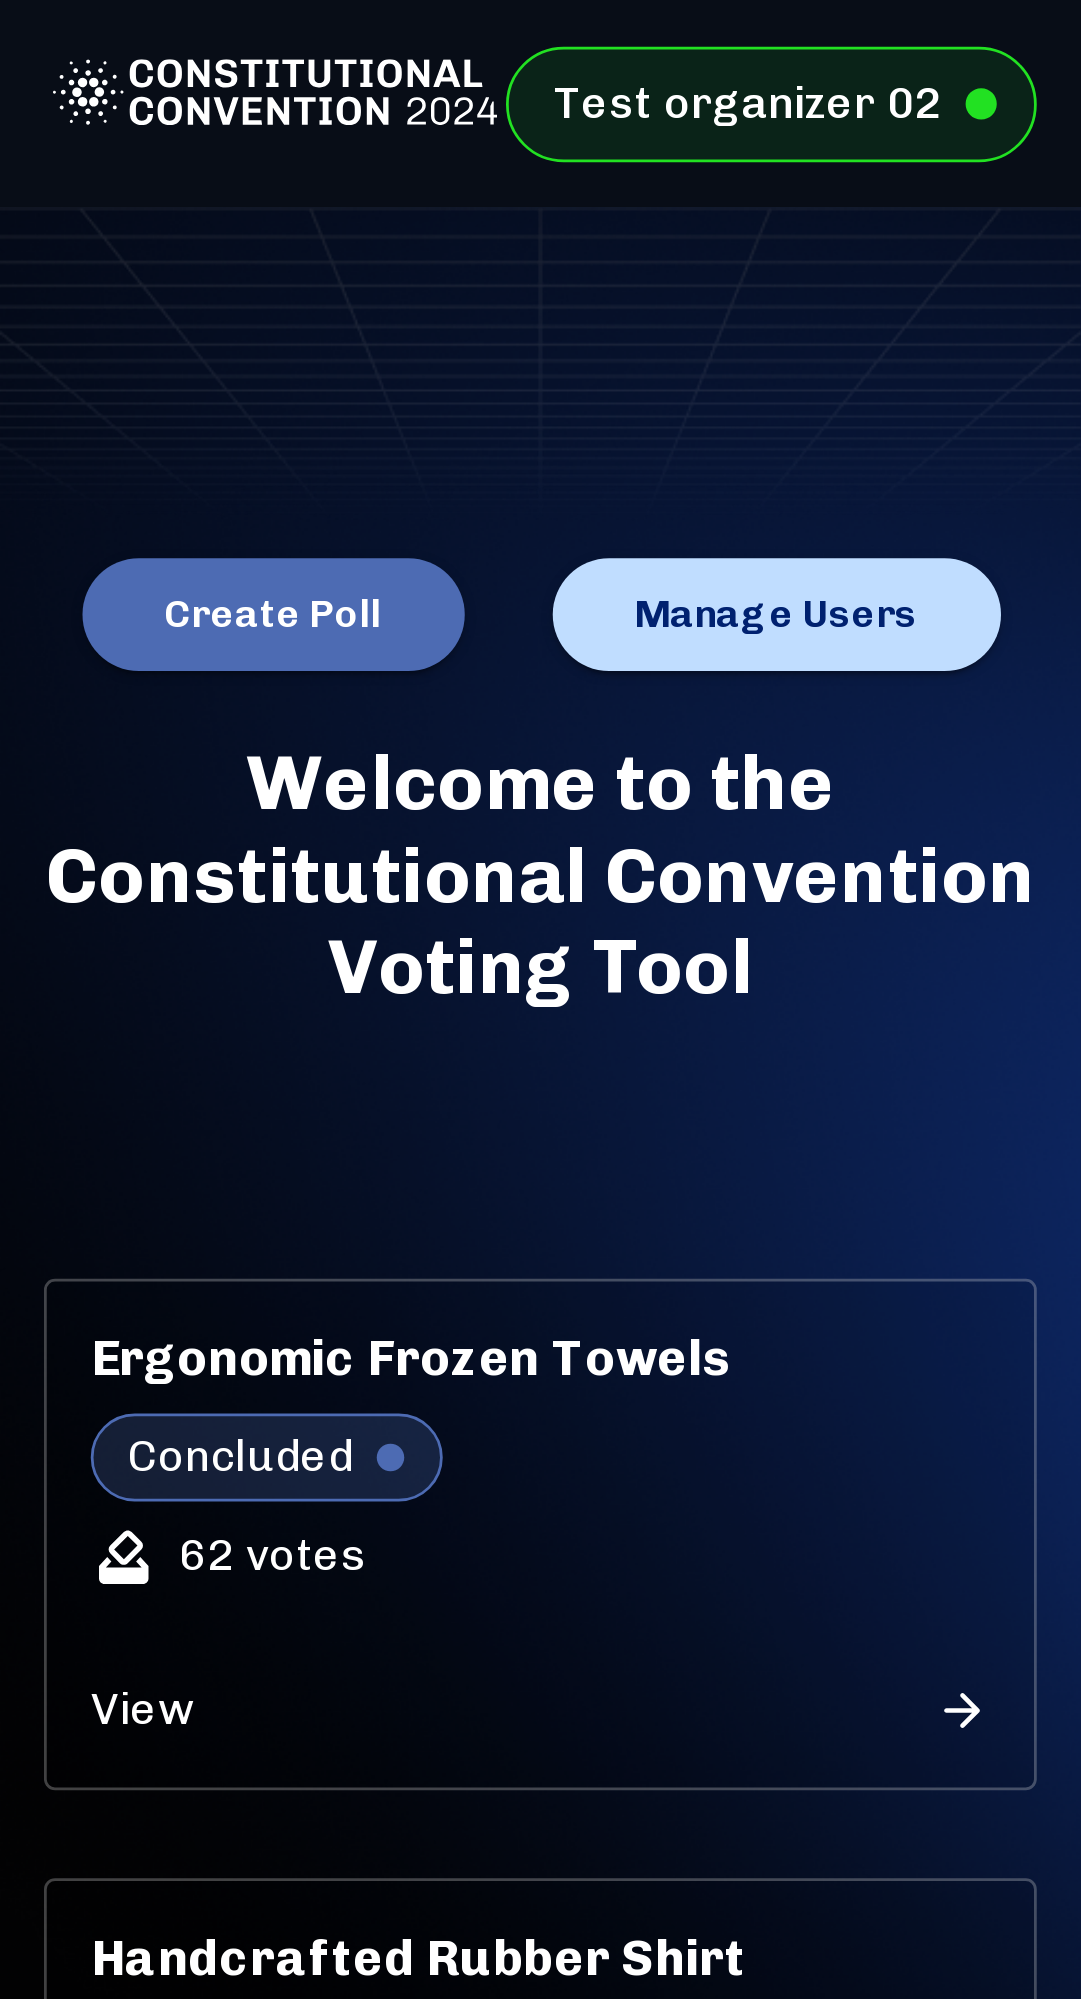 CONSTITUTIONAL
CONVENTION 2024
Test organizer 02
Create Poll
Manage Users
Welcome to the
Constitutional Convention
Voting Tool
Ergonomic Frozen Towels
Concluded
62 votes
View
Handcrafted Rubber Shirt